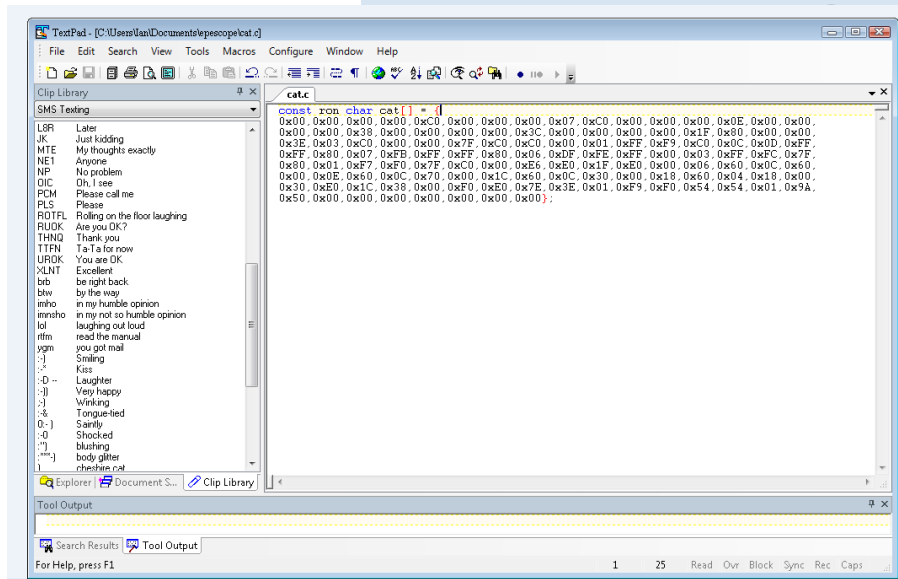 TextPad - [C:\Users\Ian\Documents\epescope\cat.c]
File Edit Search View Tools Macros Configure Window Help
Clip Library
SMS Texting
L8R Later
JK Just kidding
MTE My thoughts exactly
NE1 Anyone
NP No problem
OIC Oh, I see
PCM Please call me
PLS Please
ROTFL Rolling on the floor laughing
RUOK Are you OK?
THNQ Thank you
TTFN Ta-Ta for now
UROK You are OK
XLNT Excellent
brb be right back
btw by the way
imho in my humble opinion
imnsho in my not so humble opinion
lol laughing out loud
rtfm read the manual
ygm you got mail
:-) Smiling
:-* Kiss
:-D -- Laughter
:-)) Very happy
;-) Winking
:-& Tongue-tied
0:-) Saintly
:-0 Shocked
:") blushing
:"""-) body glitter
) cheshire cat
Explorer Document S... Clip Library
cat.c
const rom char cat[] = {
0x00,0x00,0x00,0x00,0xC0,0x00,0x00,0x00,0x07,0xC0,0x00,0x00,0x00,0x0E,0x00,0x00,
0x00,0x00,0x38,0x00,0x00,0x00,0x00,0x3C,0x00,0x00,0x00,0x00,0x1F,0x80,0x00,0x00,
0x3E,0x03,0xC0,0x00,0x00,0x7F,0xC0,0xC0,0x00,0x01,0xFF,0xF9,0xC0,0x0C,0x0D,0xFF,
0xFF,0x80,0x07,0xFB,0xFF,0xFF,0x80,0x06,0xDF,0xFE,0xFF,0x00,0x03,0xFF,0xFC,0x7F,
0x80,0x01,0xF7,0xF0,0x7F,0xC0,0x00,0xE6,0xE0,0x1F,0xE0,0x00,0x06,0x60,0x0C,0x60,
0x00,0x0E,0x60,0x0C,0x70,0x00,0x1C,0x60,0x0C,0x30,0x00,0x18,0x60,0x04,0x18,0x00,
0x30,0xE0,0x1C,0x38,0x00,0xF0,0xE0,0x7E,0x3E,0x01,0xF9,0xF0,0x54,0x54,0x01,0x9A,
0x50,0x00,0x00,0x00,0x00,0x00,0x00,0x00};
Tool Output
Search Results Tool Output
For Help, press F1 1 25 Read Ovr Block Sync Rec Caps